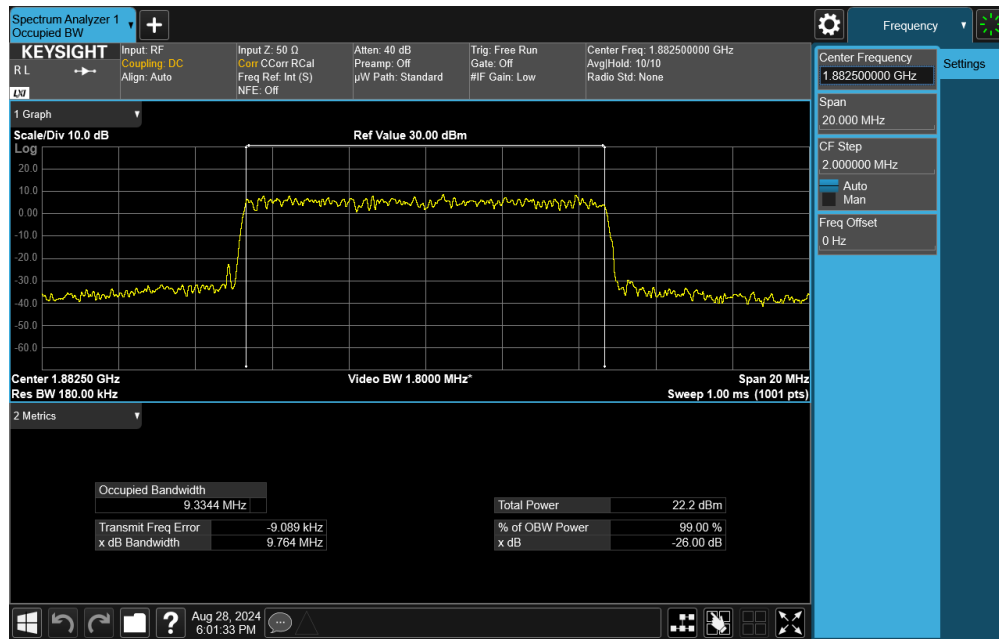 Spectrum Analyzer 1
Occupied BW
Frequency
KEYSIGHT
R L
LXI
Input: RF
Coupling: DC
Align: Auto
Input Z: 50 Ω
Corr CCorr RCal
Freq Ref: Int (S)
NFE: Off
Atten: 40 dB
Preamp: Off
µW Path: Standard
Trig: Free Run
Gate: Off
#IF Gain: Low
Center Freq: 1.882500000 GHz
Avg|Hold: 10/10
Radio Std: None
Center Frequency
1.882500000 GHz
Settings
Span
20.000 MHz
CF Step
2.000000 MHz
Auto
Man
Freq Offset
0 Hz
1 Graph
Scale/Div 10.0 dB
Ref Value 30.00 dBm
Log
20.0
10.0
0.00
-10.0
-20.0
-30.0
-40.0
-50.0
-60.0
Center 1.88250 GHz
Video BW 1.8000 MHz*
Span 20 MHz
Res BW 180.00 kHz
Sweep 1.00 ms (1001 pts)
2 Metrics
Occupied Bandwidth
9.3344 MHz
Total Power 22.2 dBm
Transmit Freq Error -9.089 kHz
% of OBW Power 99.00 %
x dB Bandwidth 9.764 MHz
x dB -26.00 dB
?
Aug 28, 2024
6:01:33 PM